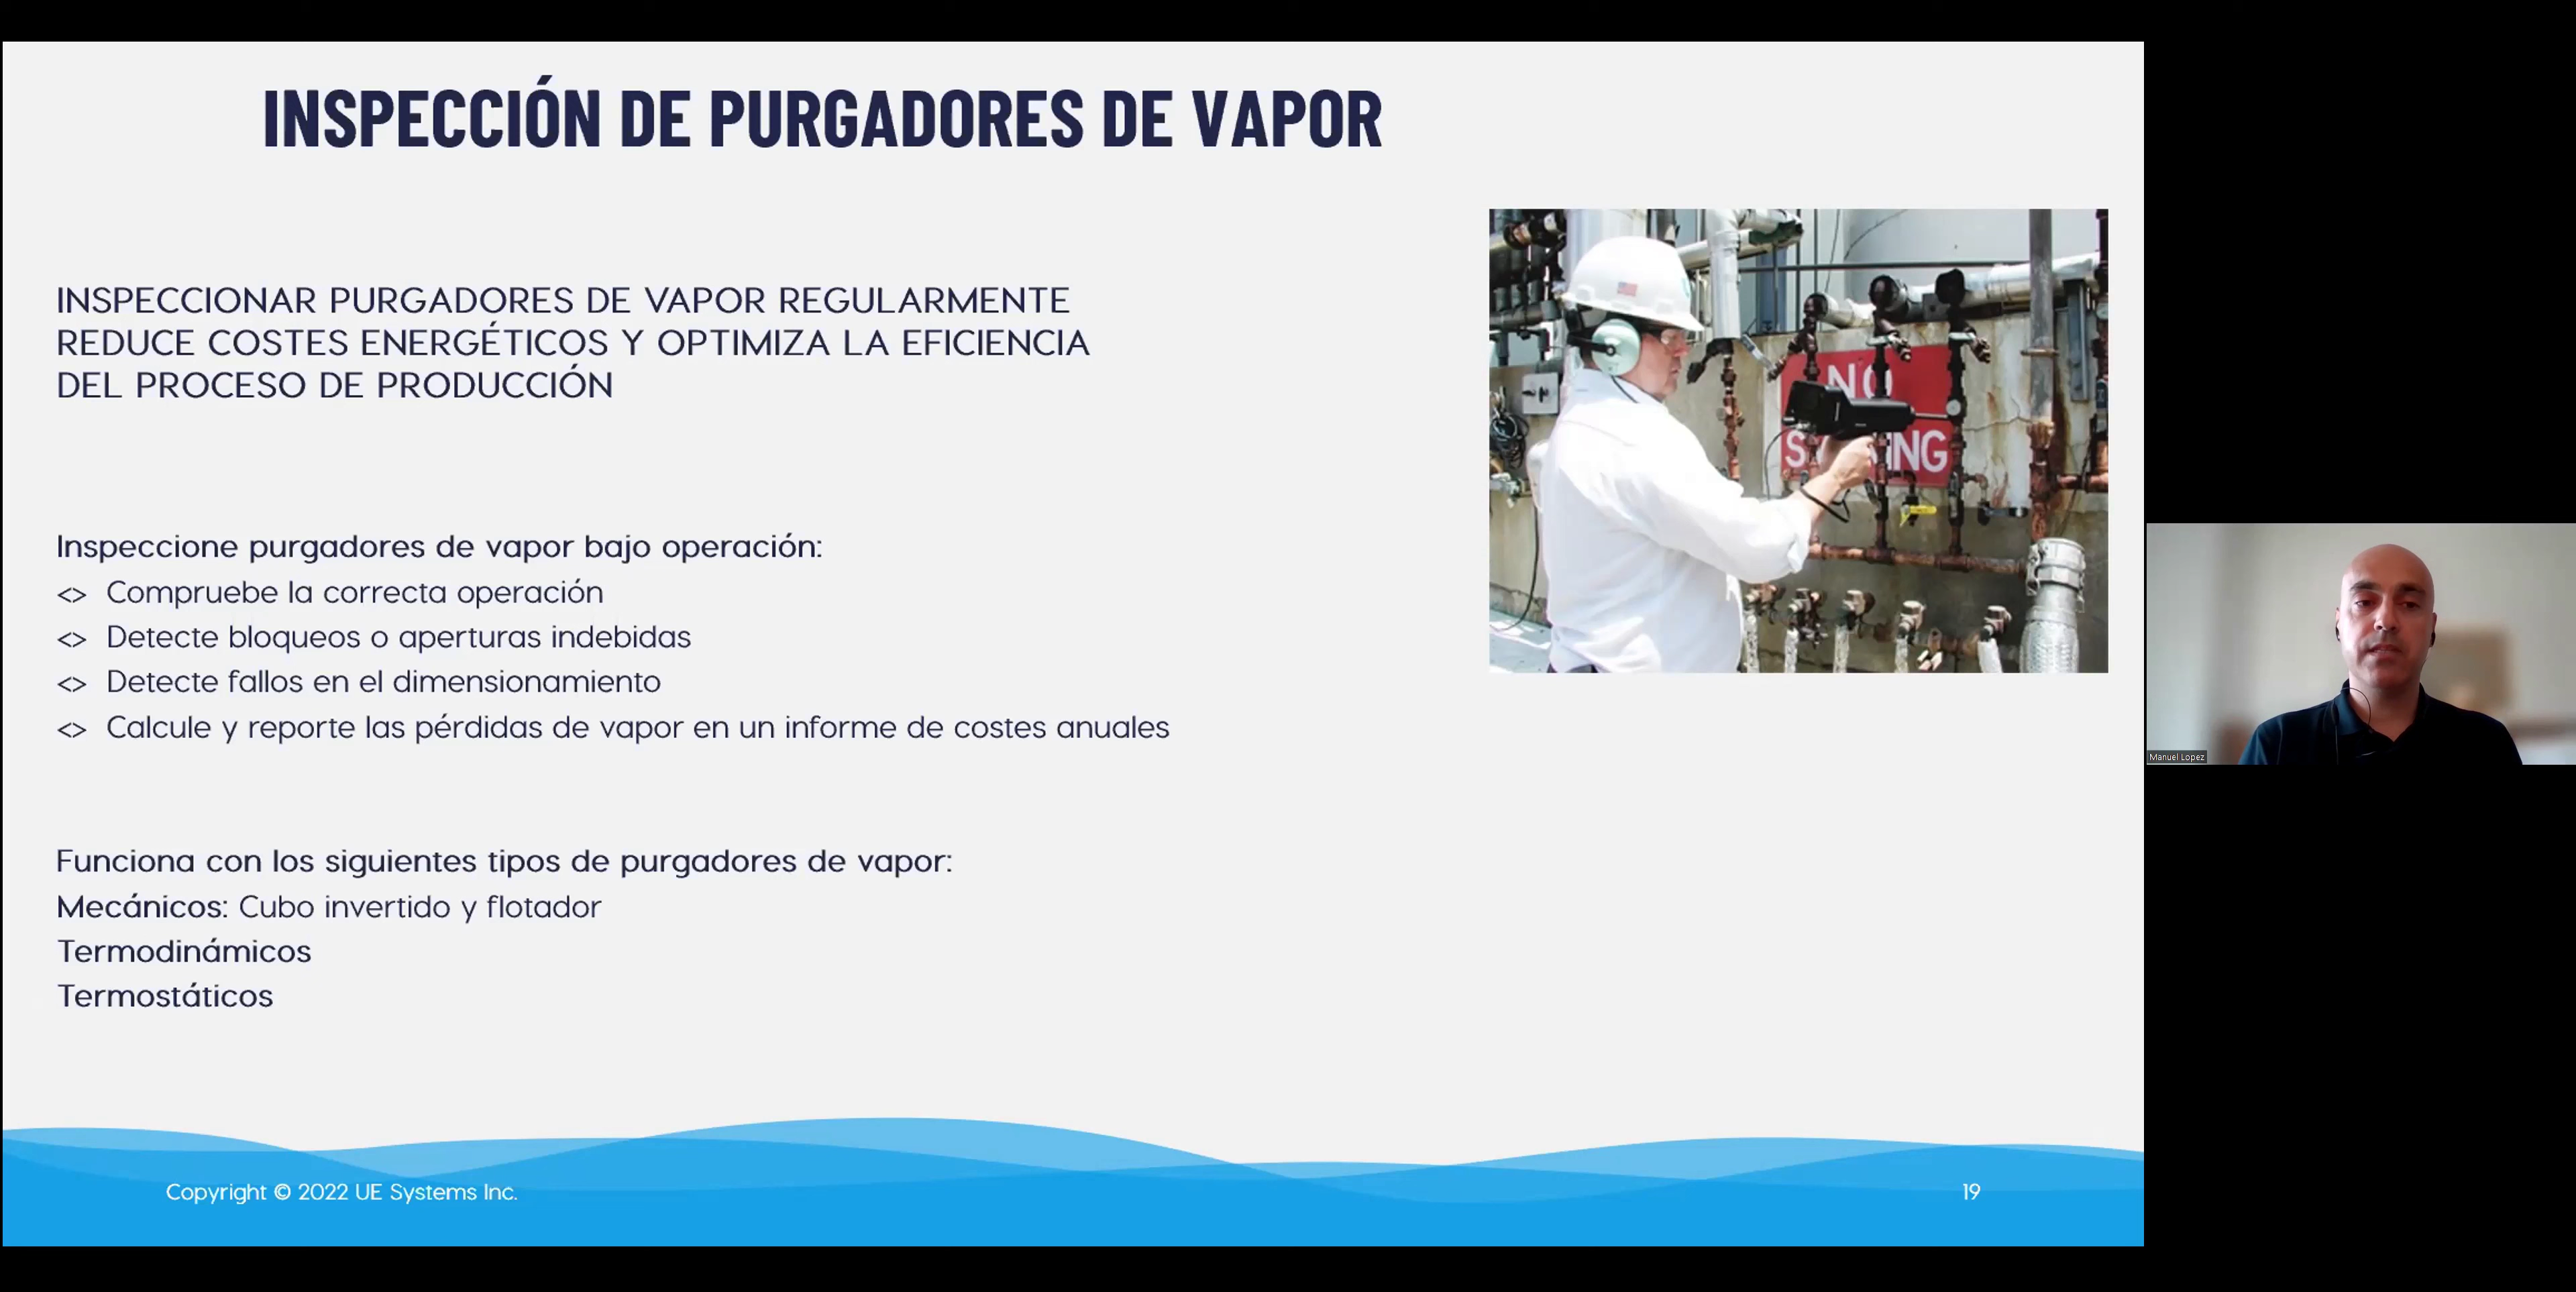 INSPECCIÓN DE PURGADORES DE VAPOR
INSPECCIONAR PURGADORES DE VAPOR REGULARMENTE
REDUCE COSTES ENERGÉTICOS Y OPTIMIZA LA EFICIENCIA
DEL PROCESO DE PRODUCCIÓN
NO
Inspeccione purgadores de vapor bajo operación:
<> Compruebe la correcta operación
<> Detecte bloqueos o aperturas indebidas
<> Detecte fallos en el dimensionamiento
<> Calcule y reporte las pérdidas de vapor en un informe de costes anuales
Manuel Lopez
Funciona con los siguientes tipos de purgadores de vapor:
Mecánicos: Cubo invertido y flotador
Termodinámicos
Termostáticos
Copyright © 2022 UE Systems Inc.
19